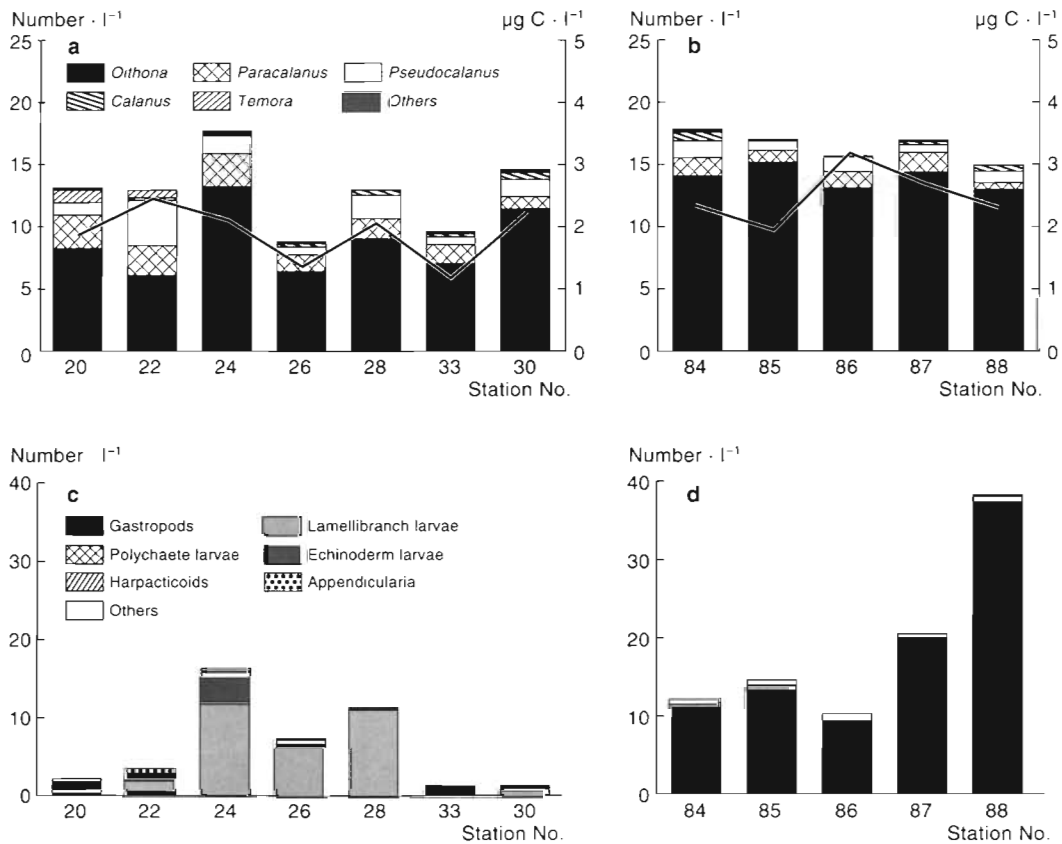 Number · l⁻¹
µg C · l⁻¹
a
25
20
15
10
5
0
5
4
3
2
1
0
Oithona
Paracalanus
Pseudocalanus
Calanus
Temora
Others
20 22 24 26 28 33 30
Station No.
Number · l⁻¹
µg C · l⁻¹
b
25
20
15
10
5
0
5
4
3
2
1
0
84 85 86 87 88
Station No.
Number l⁻¹
c
40
30
20
10
0
Gastropods
Lamellibranch larvae
Polychaete larvae
Echinoderm larvae
Harpacticoids
Appendicularia
Others
20 22 24 26 28 33 30
Station No.
Number · l⁻¹
d
40
30
20
10
0
84 85 86 87 88
Station No.